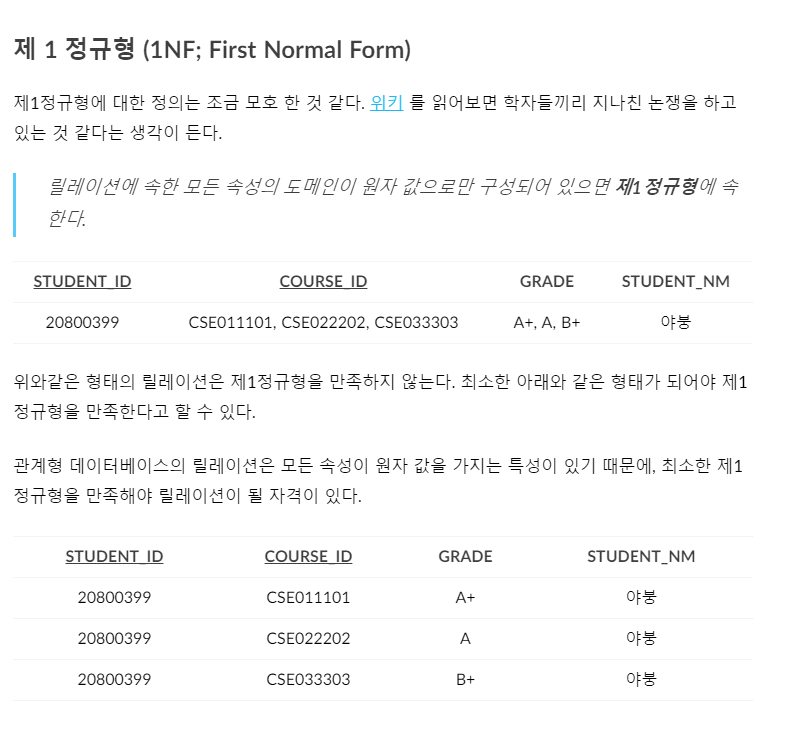 제 1 정규형 (1NF; First Normal Form)
제1정규형에 대한 정의는 조금 모호 한 것 같다. 위키 를 읽어보면 학자들끼리 지나친 논쟁을 하고
있는 것 같다는 생각이 든다.
릴레이션에 속한 모든 속성의 도메인이 원자 값으로만 구성되어 있으면 제1 정규형에 속
한다.
STUDENT_ID COURSE_ID GRADE STUDENT_NM
20800399 CSE011101, CSE022202, CSE033303 A+, A, B+ 야붕
위와같은 형태의 릴레이션은 제1정규형을 만족하지 않는다. 최소한 아래와 같은 형태가 되어야 제1
정규형을 만족한다고 할 수 있다.
관계형 데이터베이스의 릴레이션은 모든 속성이 원자 값을 가지는 특성이 있기 때문에, 최소한 제1
정규형을 만족해야 릴레이션이 될 자격이 있다.
STUDENT_ID COURSE_ID GRADE STUDENT_NM
20800399 CSE011101 A+ 야붕
20800399 CSE022202 A 야붕
20800399 CSE033303 B+ 야붕